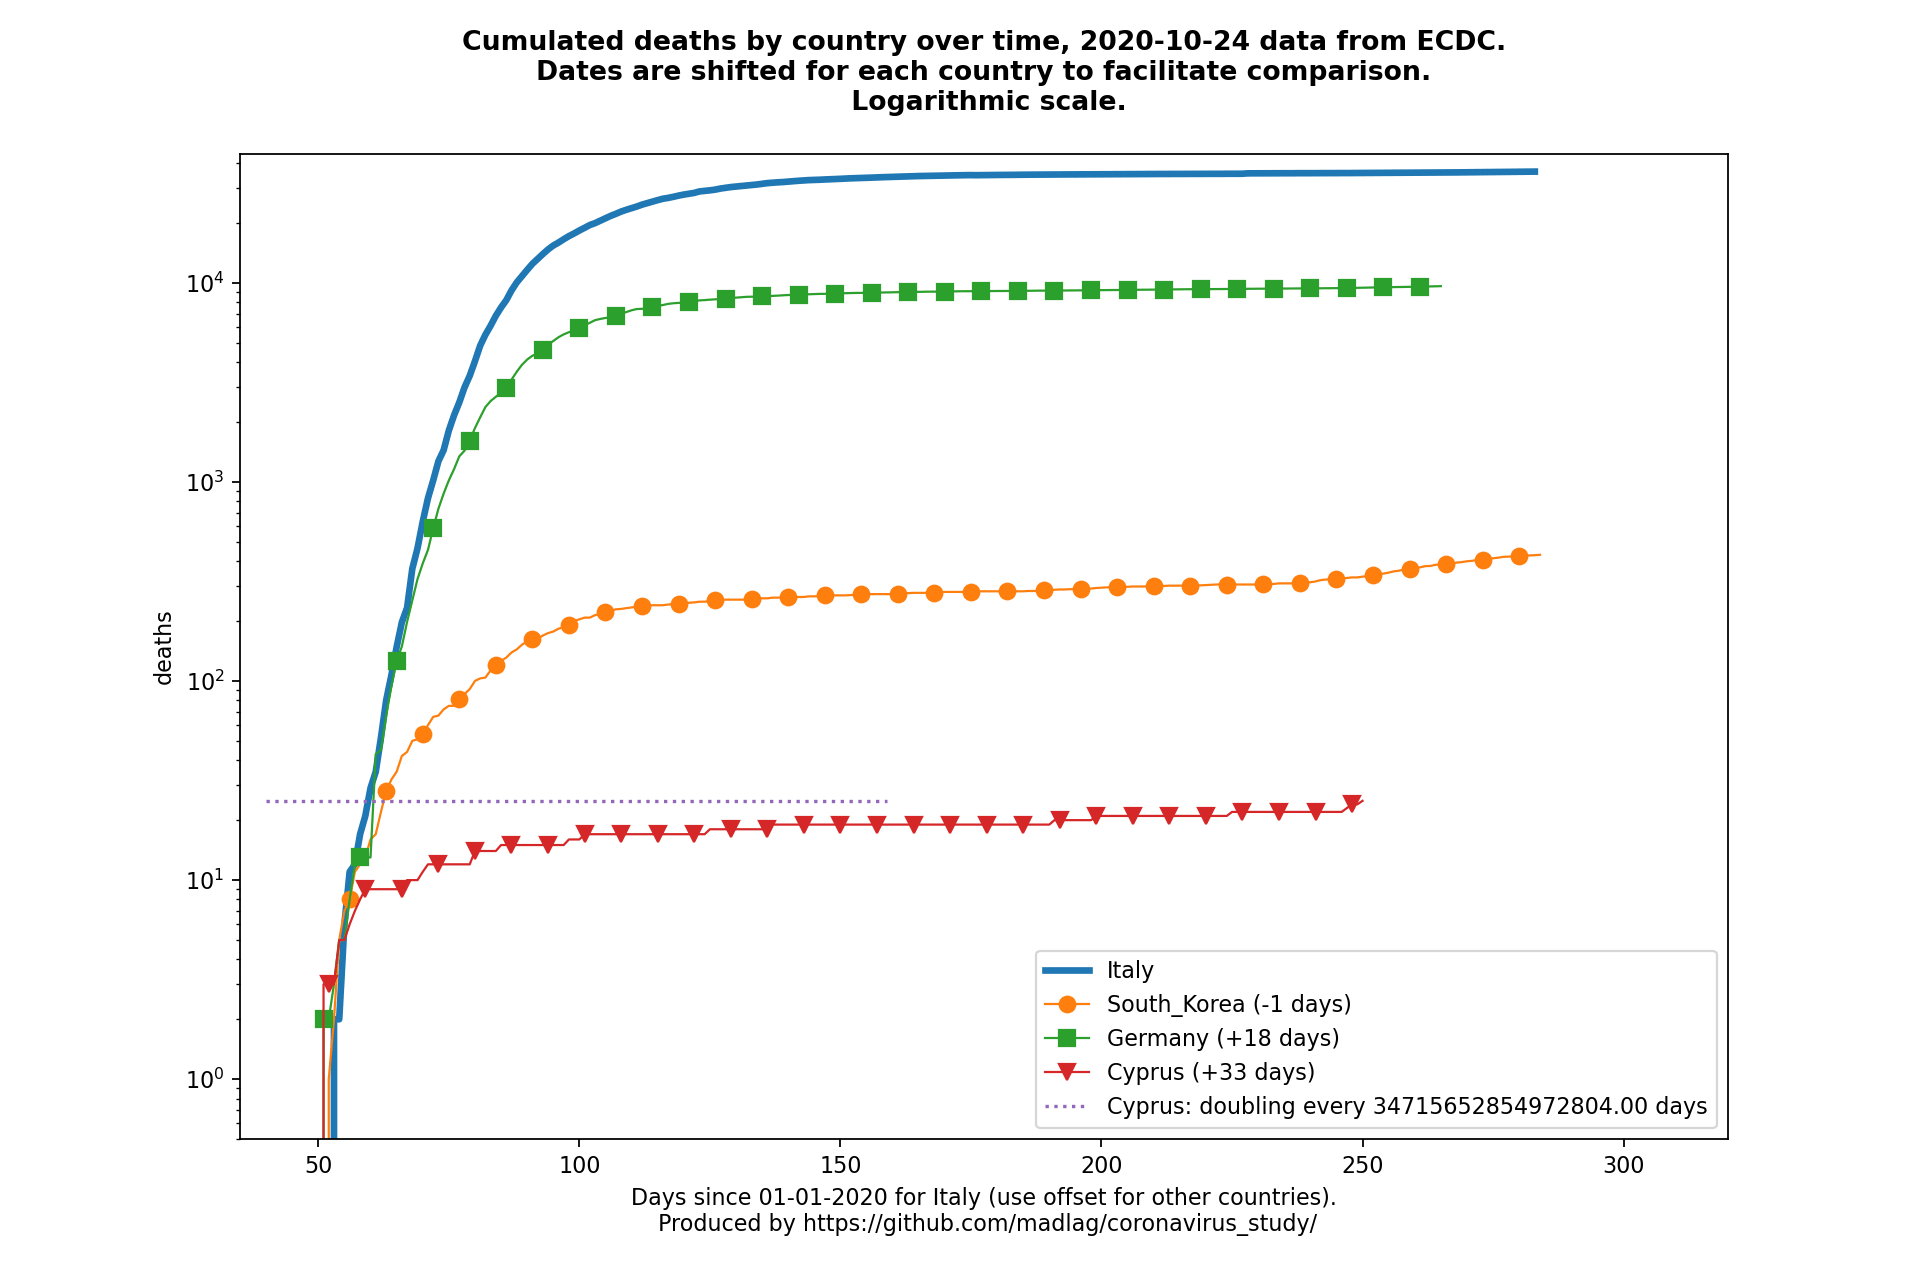 Cumulated deaths by country over time, 2020-10-24 data from ECDC.
Dates are shifted for each country to facilitate comparison.
Logarithmic scale.
10^4
10^3
10^2
10^1
10^0
deaths
Italy
South_Korea (-1 days)
Germany (+18 days)
Cyprus (+33 days)
Cyprus: doubling every 34715652854972804.00 days
50 100 150 200 250 300
Days since 01-01-2020 for Italy (use offset for other countries).
Produced by https://github.com/madlag/coronavirus_study/